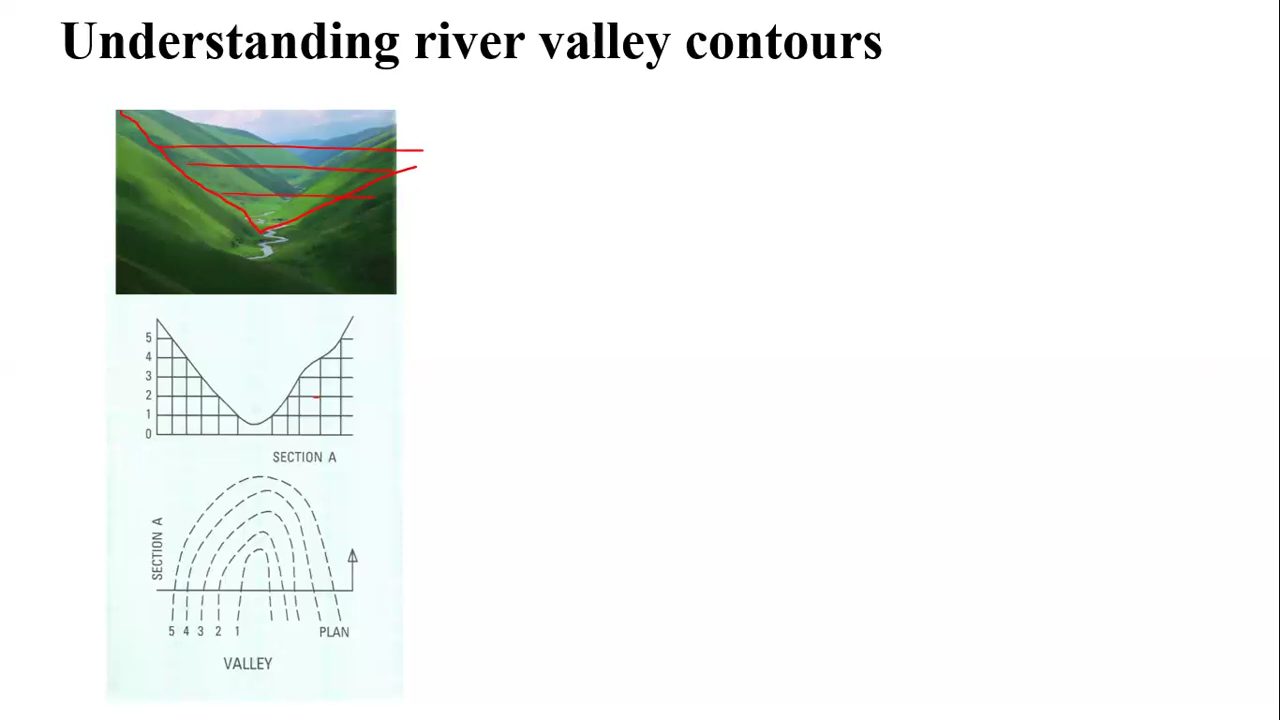 Understanding river valley contours
5
4
3
2
1
0
SECTION A
SECTION A
5 4 3 2 1 PLAN
VALLEY